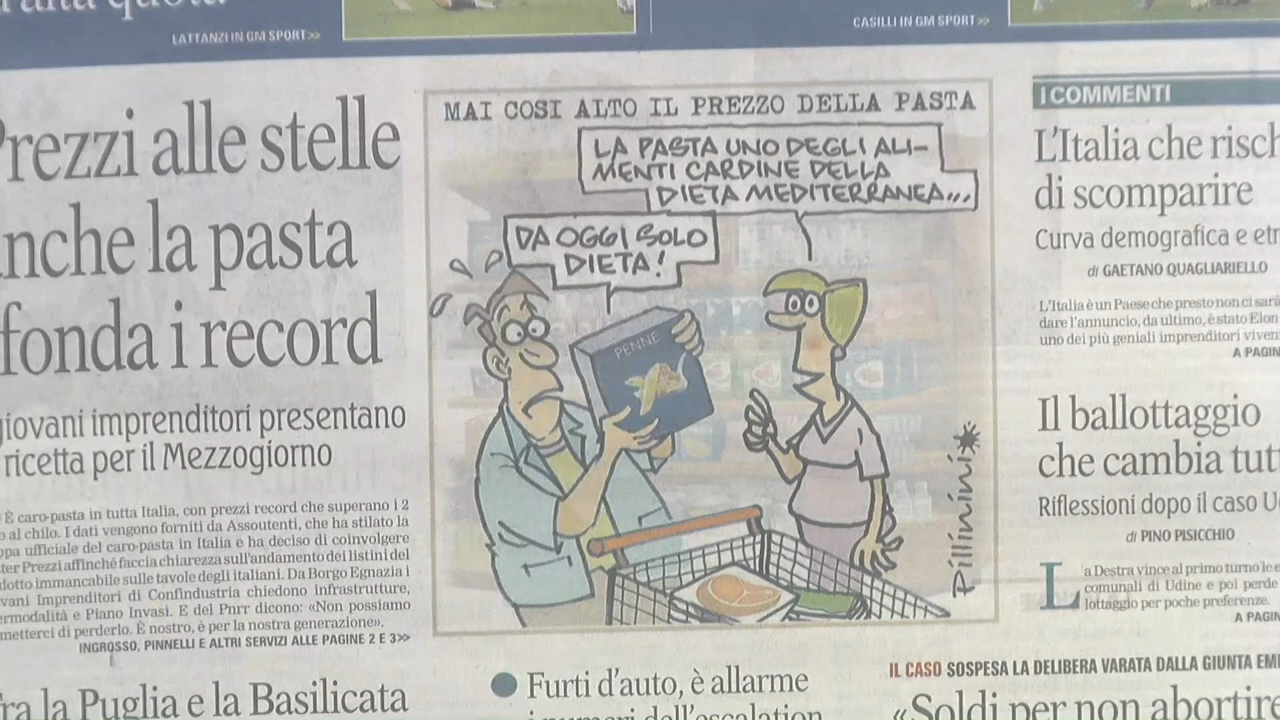 LATTANZI IN GM SPORT>>
CASILLI IN GM SPORT>>
Prezzi alle stelle
anche la pasta
fonda i record
giovani imprenditori presentano
ricetta per il Mezzogiorno
È caro-pasta in tutta Italia, con prezzi record che superano i 2
al chilo. I dati vengono forniti da Assoutenti, che ha stilato la
ufficiale del caro-pasta in Italia e ha deciso di coinvolgere
Prezzi affinché faccia chiarezza sull'andamento dei listini del
immancabile sulle tavole degli italiani. Da Borgo Egnazia i
Imprenditori di Confindustria chiedono infrastrutture,
e Piano Invasi. E del Pnrr dicono: «Non possiamo
di perderlo. È nostro, è per la nostra generazione».
INGROSSO, PINNELLI E ALTRI SERVIZI ALLE PAGINE 2 E 3>>
MAI COSI ALTO IL PREZZO DELLA PASTA
LA PASTA UNO DEGLI ALI-
MENTI CARDINE DELLA
DIETA MEDITERRANEA...
DA OGGI SOLO
DIETA!
PENNE
Pillinini
I COMMENTI
L'Italia che risch
di scomparire
Curva demografica e etn
di GAETANO QUAGLIARIELLO
L'Italia è un Paese che presto non ci sarà
dare l'annuncio, da ultimo, è stato Elon
uno dei più geniali imprenditori viven
A PAGIN
Il ballottaggio
che cambia tutt
Riflessioni dopo il caso U
di PINO PISICCHIO
La Destra vince al primo turno le e
comunali di Udine e poi perde
lottaggio per poche preferenze.
A PAGIN
ra la Puglia e la Basilicata
Furti d'auto, è allarme
i numeri dell'escalation
IL CASO SOSPESA LA DELIBERA VARATA DALLA GIUNTA EMI
«Soldi per non abortire